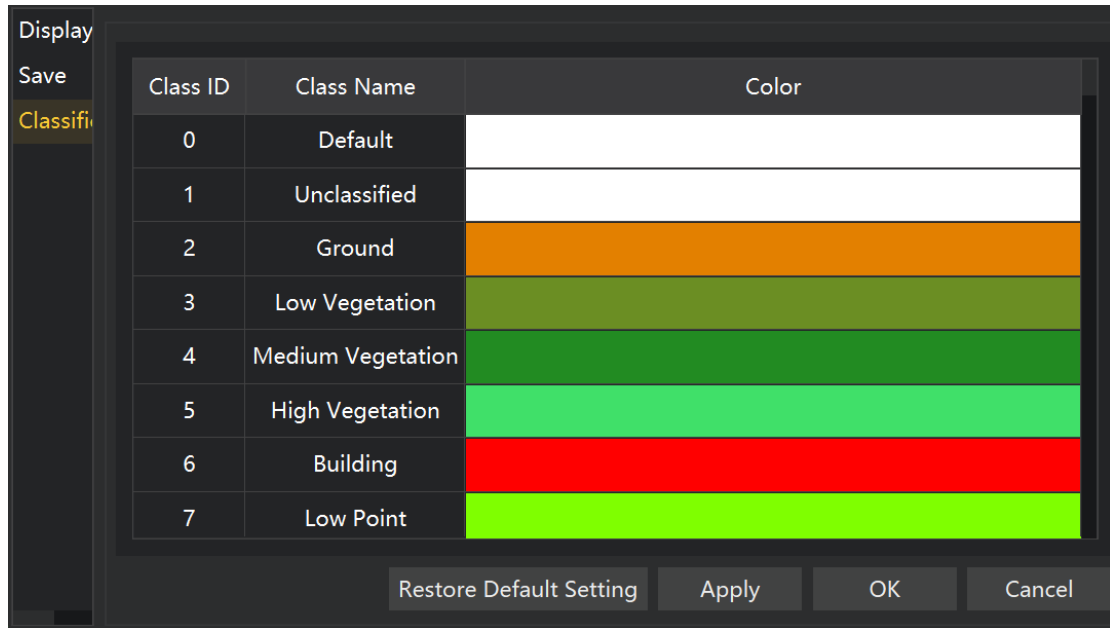 Display
Save
Classific
Class ID Class Name Color
0 Default
1 Unclassified
2 Ground
3 Low Vegetation
4 Medium Vegetation
5 High Vegetation
6 Building
7 Low Point
Restore Default Setting Apply OK Cancel